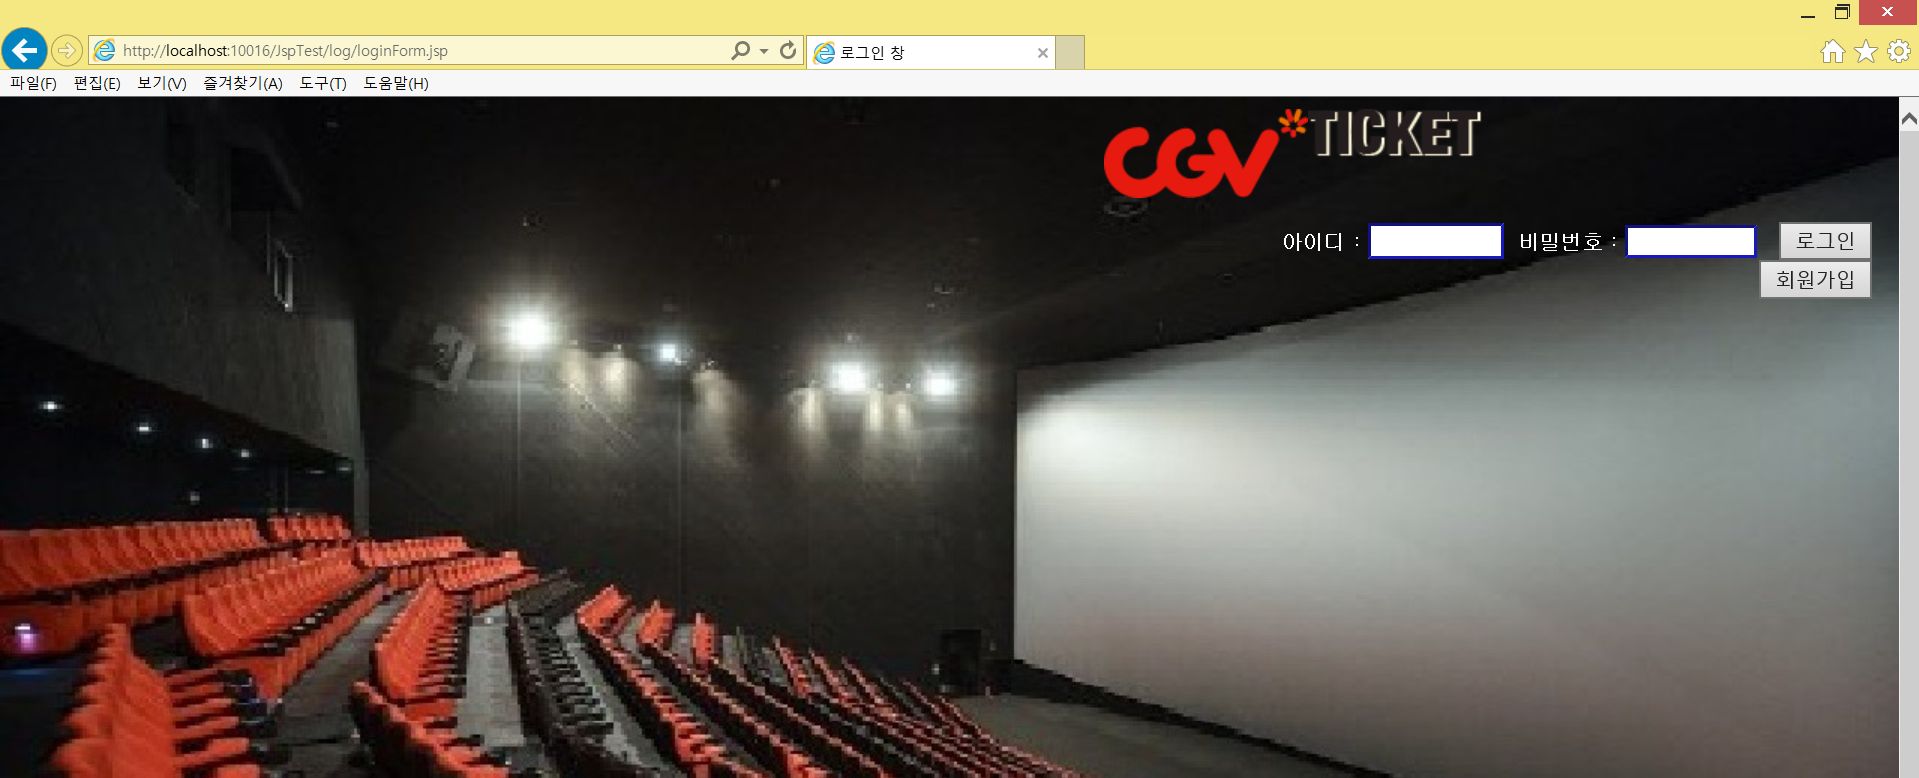 http://localhost:10016/JspTest/log/loginForm.jsp
로그인 창
파일(F) 편집(E) 보기(V) 즐겨찾기(A) 도구(T) 도움말(H)
CGV TICKET
아이디 : 비밀번호 : 로그인
회원가입